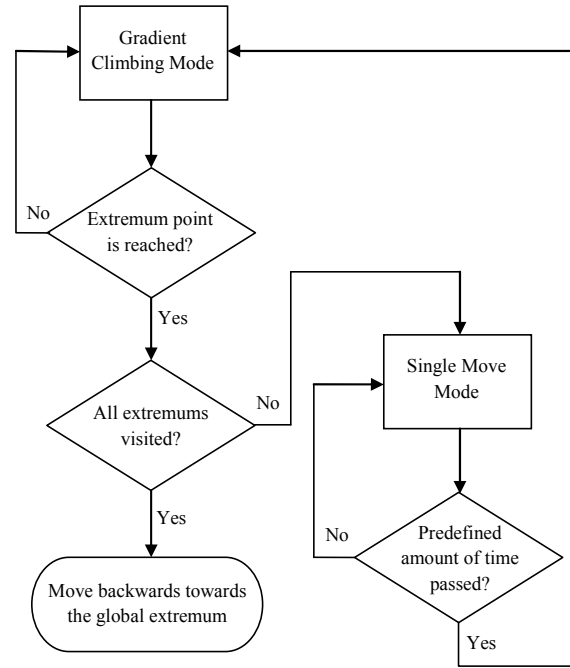 Gradient
Climbing Mode
No
Extremum point
is reached?
Yes
All extremums
visited?
No
Yes
Move backwards towards
the global extremum
Single Move
Mode
No
Predefined
amount of time
passed?
Yes